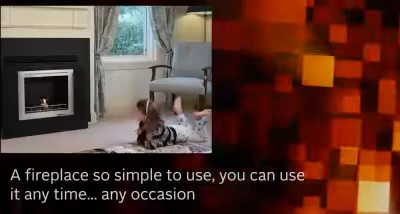 A fireplace so simple to use, you can use
it any time... any occasion